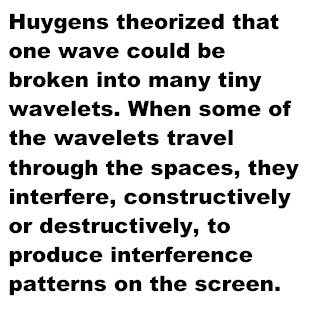 Huygens theorized that
one wave could be
broken into many tiny
wavelets. When some of
the wavelets travel
through the spaces, they
interfere, constructively
or destructively, to
produce interference
patterns on the screen.